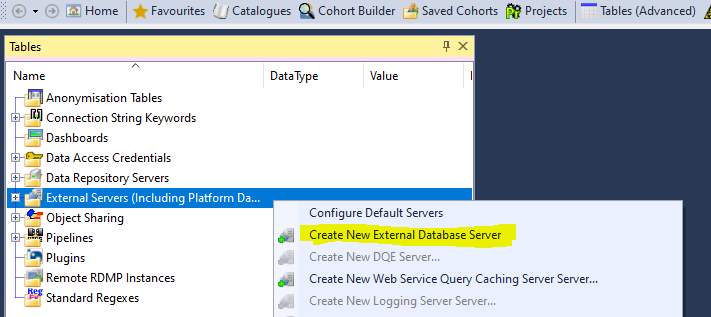 Home Favourites Catalogues Cohort Builder Saved Cohorts Projects Tables (Advanced)
Tables
Name DataType Value
Anonymisation Tables
Connection String Keywords
Dashboards
Data Access Credentials
Data Repository Servers
External Servers (Including Platform Da...
Configure Default Servers
Object Sharing
Create New External Database Server
Pipelines
Create New DQE Server...
Plugins
Remote RDMP Instances
Create New Web Service Query Caching Server Server...
Standard Regexes
Create New Logging Server Server...